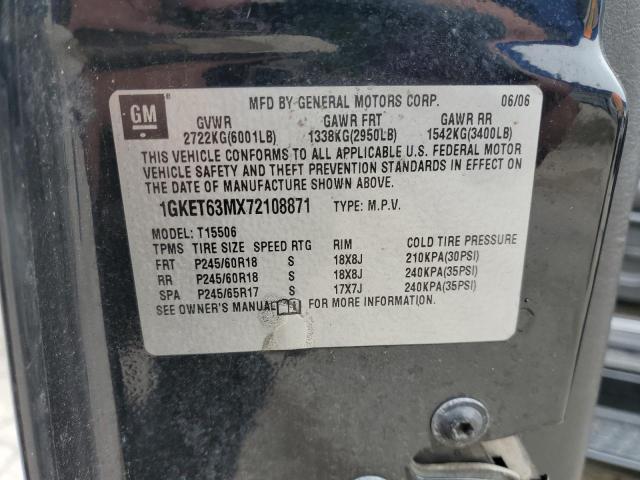 GM
MFD BY GENERAL MOTORS CORP. 06/06
GVWR GAWR FRT GAWR RR
2722KG(6001LB) 1338KG(2950LB) 1542KG(3400LB)
THIS VEHICLE CONFORMS TO ALL APPLICABLE U.S. FEDERAL MOTOR
VEHICLE SAFETY AND THEFT PREVENTION STANDARDS IN EFFECT ON
THE DATE OF MANUFACTURE SHOWN ABOVE.
1GKET63MX72108871 TYPE: M.P.V.
MODEL: T15506
TPMS TIRE SIZE SPEED RTG RIM COLD TIRE PRESSURE
FRT P245/60R18 S 18X8J 210KPA(30PSI)
RR P245/60R18 S 18X8J 240KPA(35PSI)
SPA P245/65R17 S 17X7J 240KPA(35PSI)
SEE OWNER'S MANUAL FOR MORE INFORMATION.